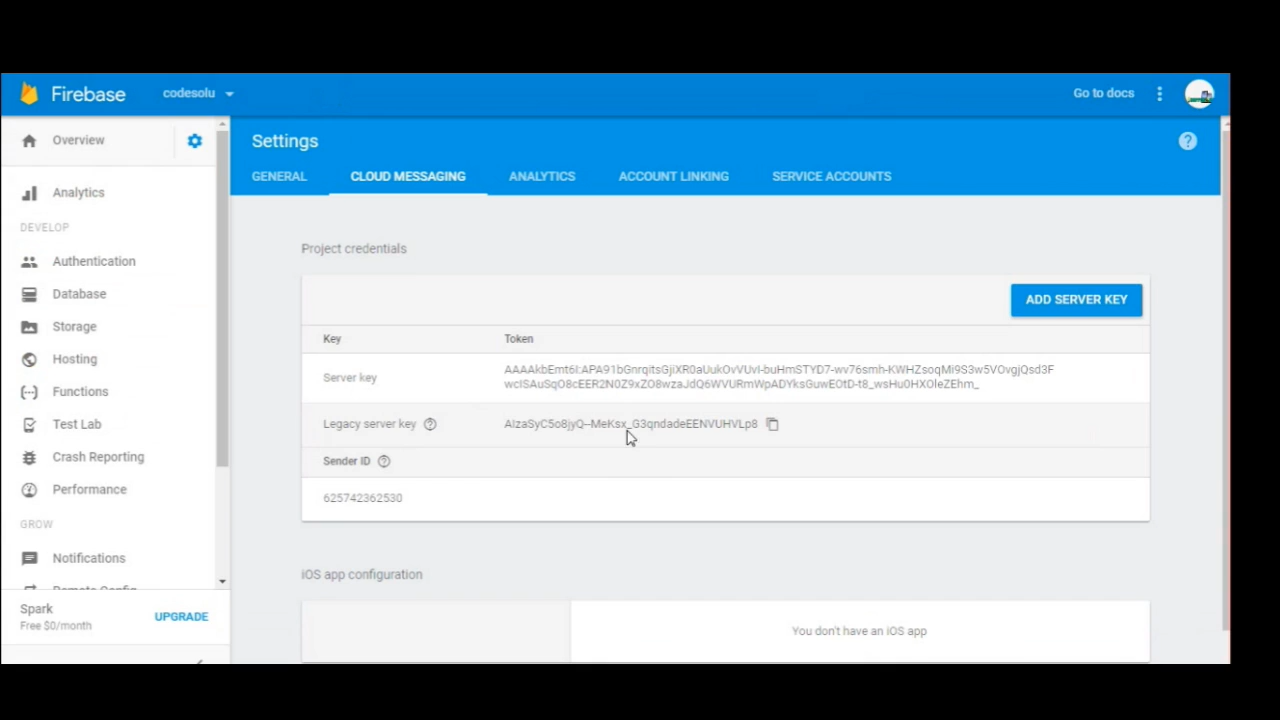 Firebase
codesolu
Go to docs
Overview
Settings
GENERAL
CLOUD MESSAGING
ANALYTICS
ACCOUNT LINKING
SERVICE ACCOUNTS
Analytics
DEVELOP
Authentication
Database
Storage
Hosting
Functions
Test Lab
Crash Reporting
Performance
GROW
Notifications
Remote Config
Spark
Free $0/month
UPGRADE
Project credentials
ADD SERVER KEY
Key
Token
Server key
Legacy server key
Sender ID
625742362530
iOS app configuration
You don't have an iOS app